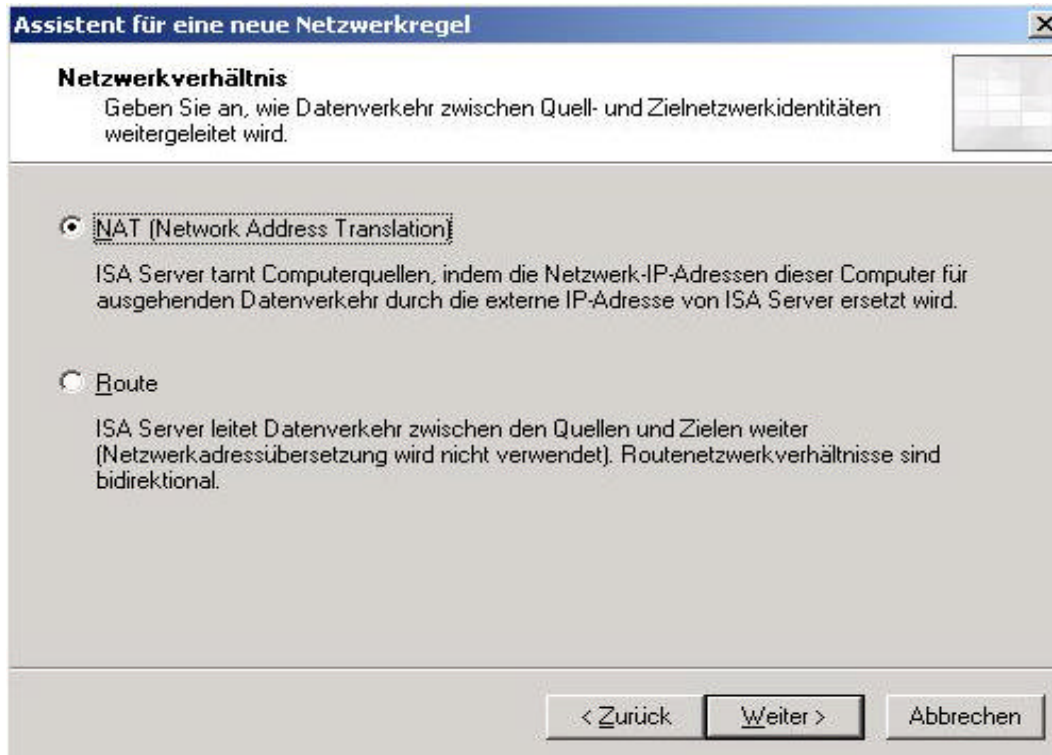 Assistent für eine neue Netzwerkregel
Netzwerkverhältnis
Geben Sie an, wie Datenverkehr zwischen Quell- und Zielnetzwerkidentitäten
weitergeleitet wird.
NAT (Network Address Translation)
ISA Server tarnt Computerquellen, indem die Netzwerk-IP-Adressen dieser Computer für
ausgehenden Datenverkehr durch die externe IP-Adresse von ISA Server ersetzt wird.
Route
ISA Server leitet Datenverkehr zwischen den Quellen und Zielen weiter
(Netzwerkadressübersetzung wird nicht verwendet). Routenetzwerkverhältnisse sind
bidirektional.
< Zurück Weiter > Abbrechen